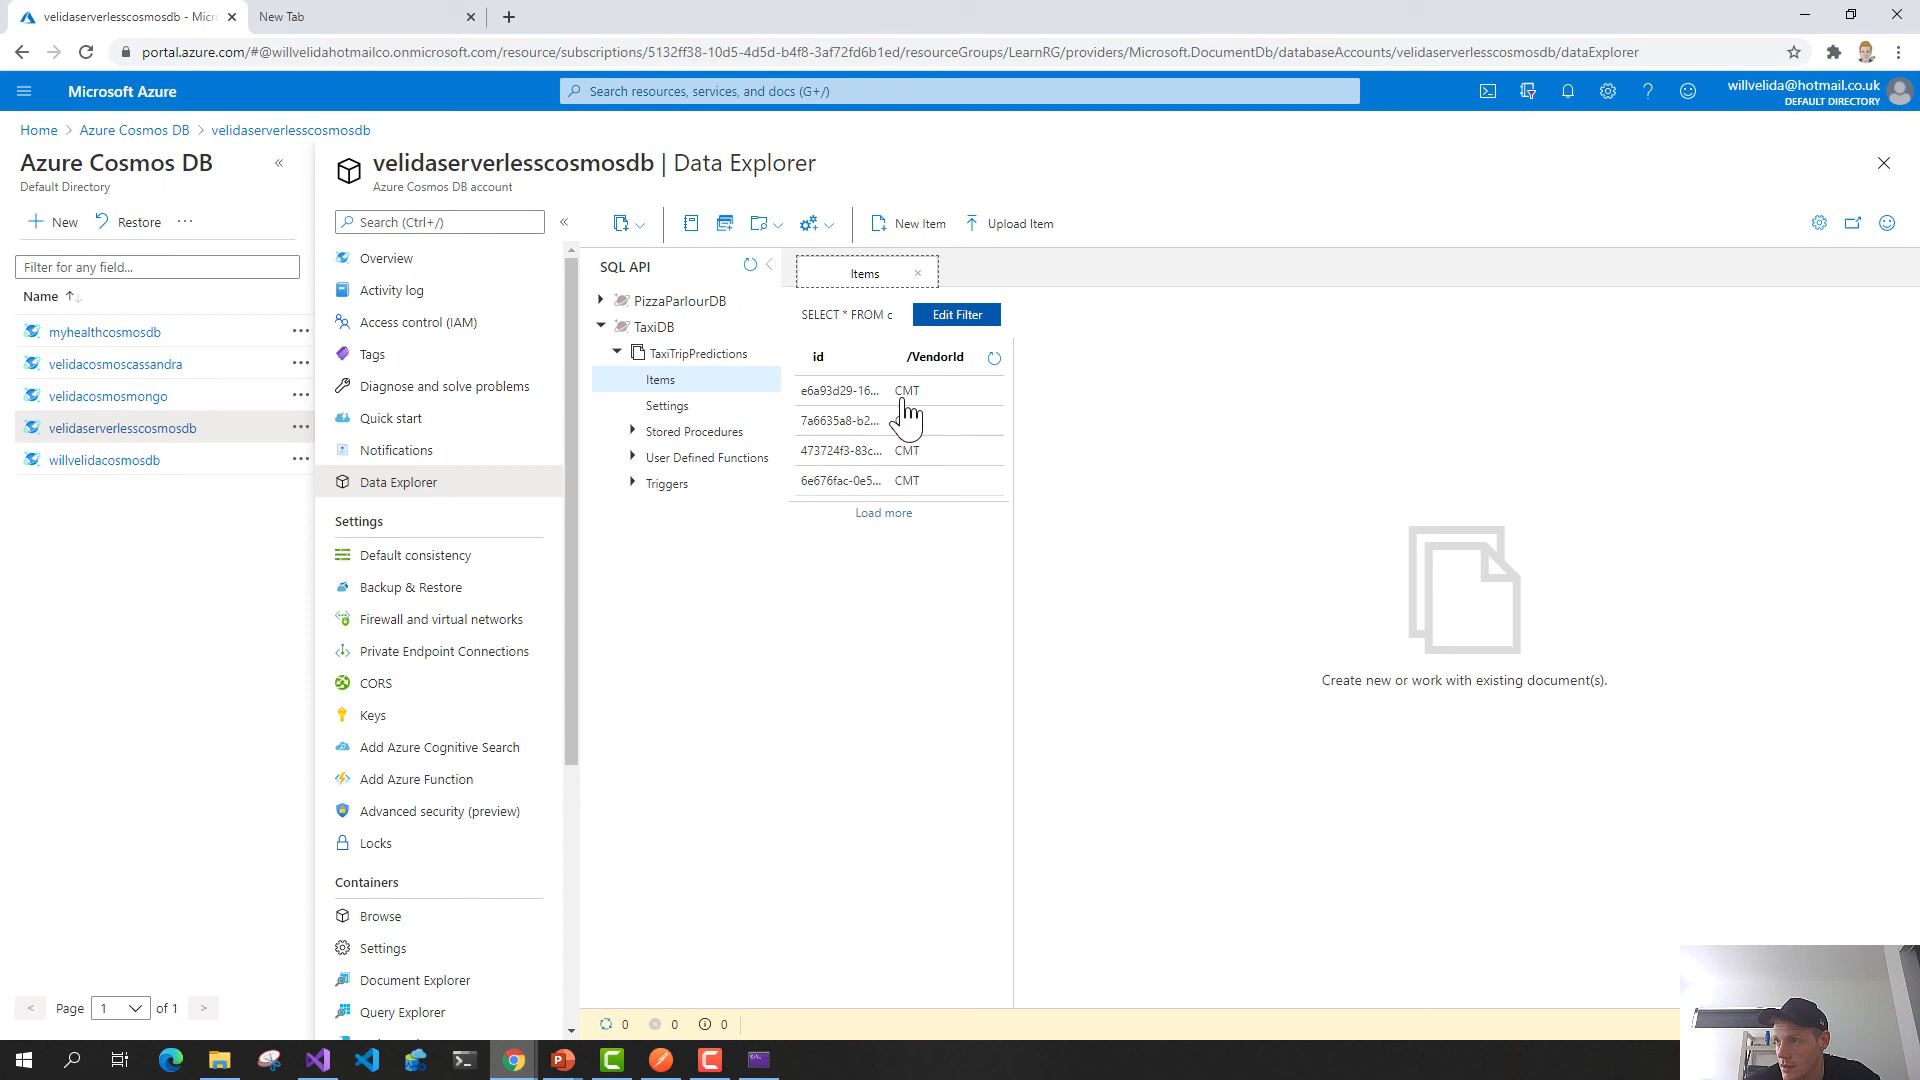 velidaserverlesscosmosdb - Micr
New Tab
portal.azure.com/#@willvelidahotmailco.onmicrosoft.com/resource/subscriptions/5132ff38-10d5-4d5d-b4f8-3af72fd6b1ed/resourceGroups/LearnRG/providers/Microsoft.DocumentDb/databaseAccounts/velidaserverlesscosmosdb/dataExplorer
Microsoft Azure
Search resources, services, and docs (G+/)
willvelida@hotmail.co.uk
DEFAULT DIRECTORY
Home > Azure Cosmos DB > velidaserverlesscosmosdb
Azure Cosmos DB
Default Directory
New
Restore
Filter for any field...
Name
myhealthcosmosdb
velidacosmoscassandra
velidacosmosmongo
velidaserverlesscosmosdb
willvelidacosmosdb
< Page 1 of 1 >
velidaserverlesscosmosdb | Data Explorer
Azure Cosmos DB account
Search (Ctrl+/)
Overview
Activity log
Access control (IAM)
Tags
Diagnose and solve problems
Quick start
Notifications
Data Explorer
Settings
Default consistency
Backup & Restore
Firewall and virtual networks
Private Endpoint Connections
CORS
Keys
Add Azure Cognitive Search
Add Azure Function
Advanced security (preview)
Locks
Containers
Browse
Settings
Document Explorer
Query Explorer
New Item
Upload Item
SQL API
PizzaParlourDB
TaxiDB
TaxiTripPredictions
Items
Settings
Stored Procedures
User Defined Functions
Triggers
Items
SELECT * FROM c
Edit Filter
id /VendorId
e6a93d29-16... CMT
7a6635a8-b2...
473724f3-83c... CMT
6e676fac-0e5... CMT
Load more
Create new or work with existing document(s).
0 0 0